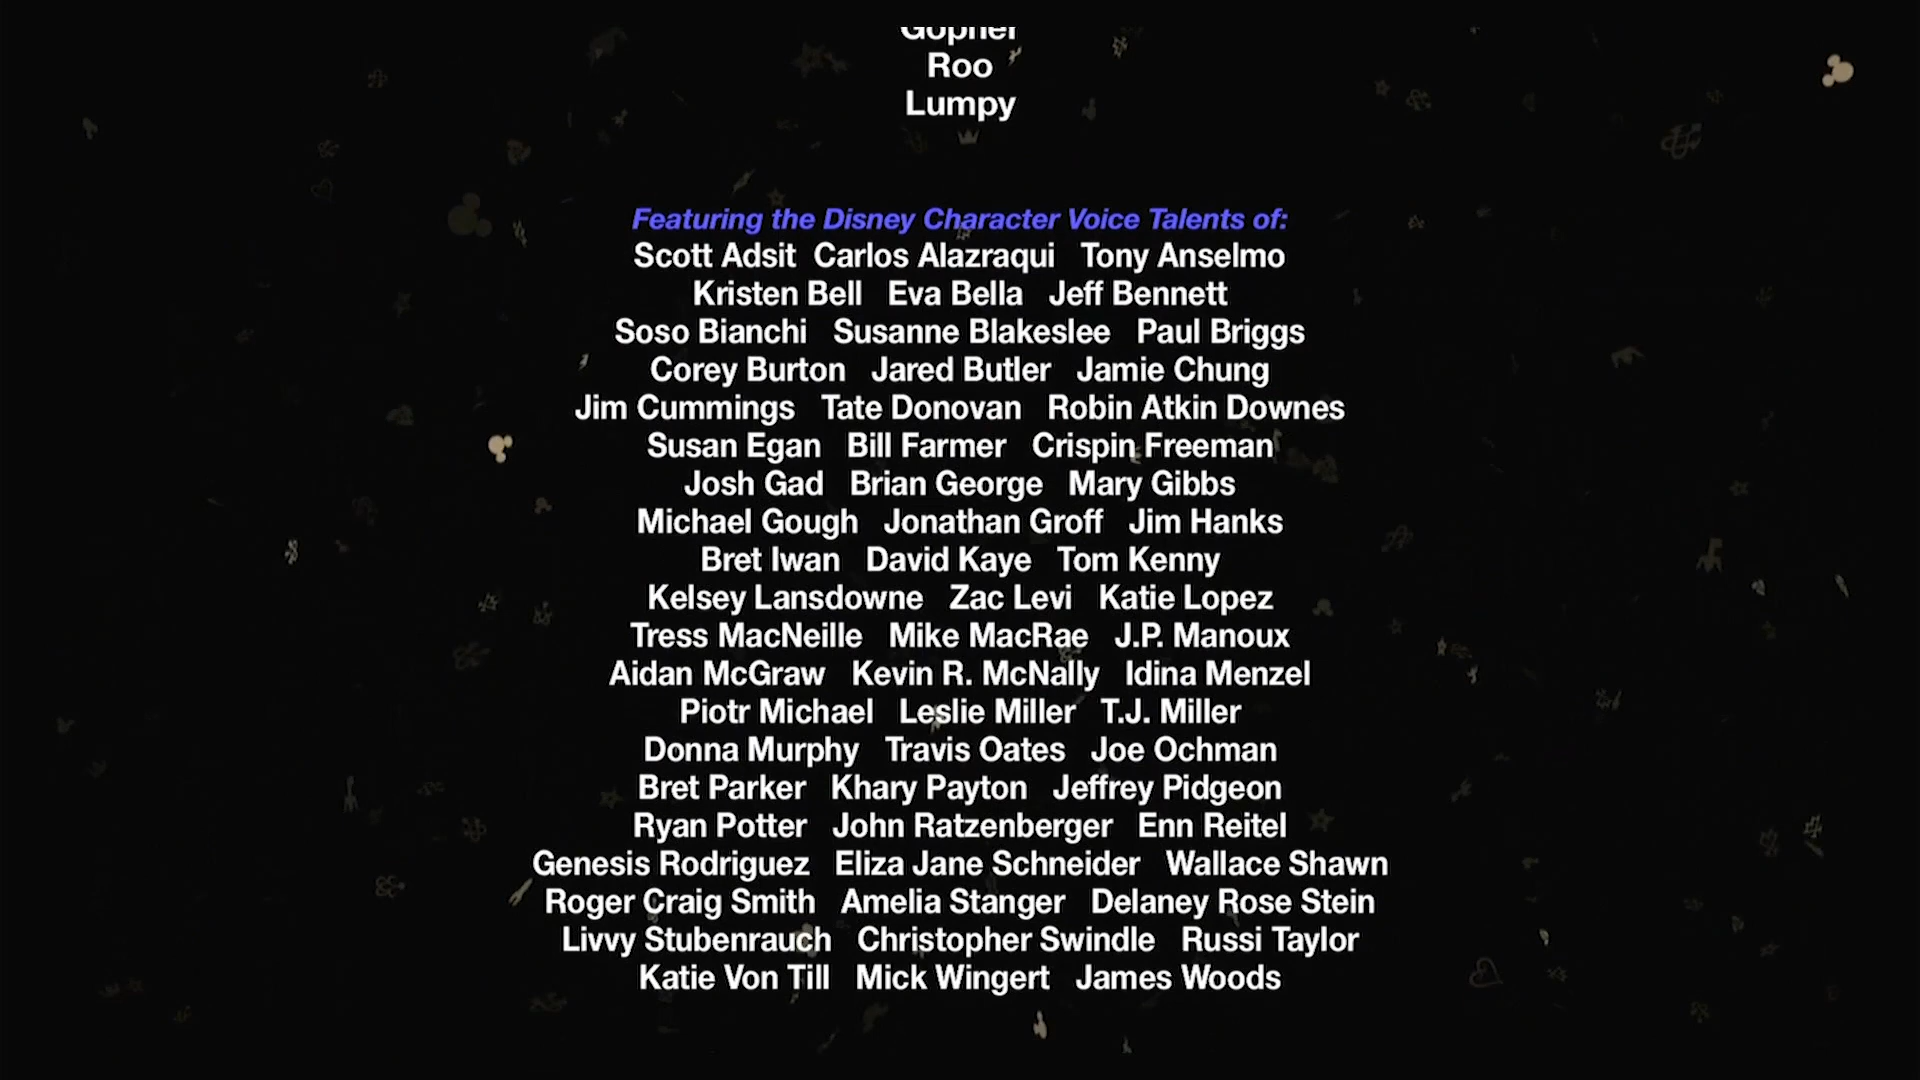 Gopher
Roo
Lumpy
Featuring the Disney Character Voice Talents of:
Scott Adsit Carlos Alazraqui Tony Anselmo
Kristen Bell Eva Bella Jeff Bennett
Soso Bianchi Susanne Blakeslee Paul Briggs
Corey Burton Jared Butler Jamie Chung
Jim Cummings Tate Donovan Robin Atkin Downes
Susan Egan Bill Farmer Crispin Freeman
Josh Gad Brian George Mary Gibbs
Michael Gough Jonathan Groff Jim Hanks
Bret Iwan David Kaye Tom Kenny
Kelsey Lansdowne Zac Levi Katie Lopez
Tress MacNeille Mike MacRae J.P. Manoux
Aidan McGraw Kevin R. McNally Idina Menzel
Piotr Michael Leslie Miller T.J. Miller
Donna Murphy Travis Oates Joe Ochman
Bret Parker Khary Payton Jeffrey Pidgeon
Ryan Potter John Ratzenberger Enn Reitel
Genesis Rodriguez Eliza Jane Schneider Wallace Shawn
Roger Craig Smith Amelia Stanger Delaney Rose Stein
Livvy Stubenrauch Christopher Swindle Russi Taylor
Katie Von Till Mick Wingert James Woods